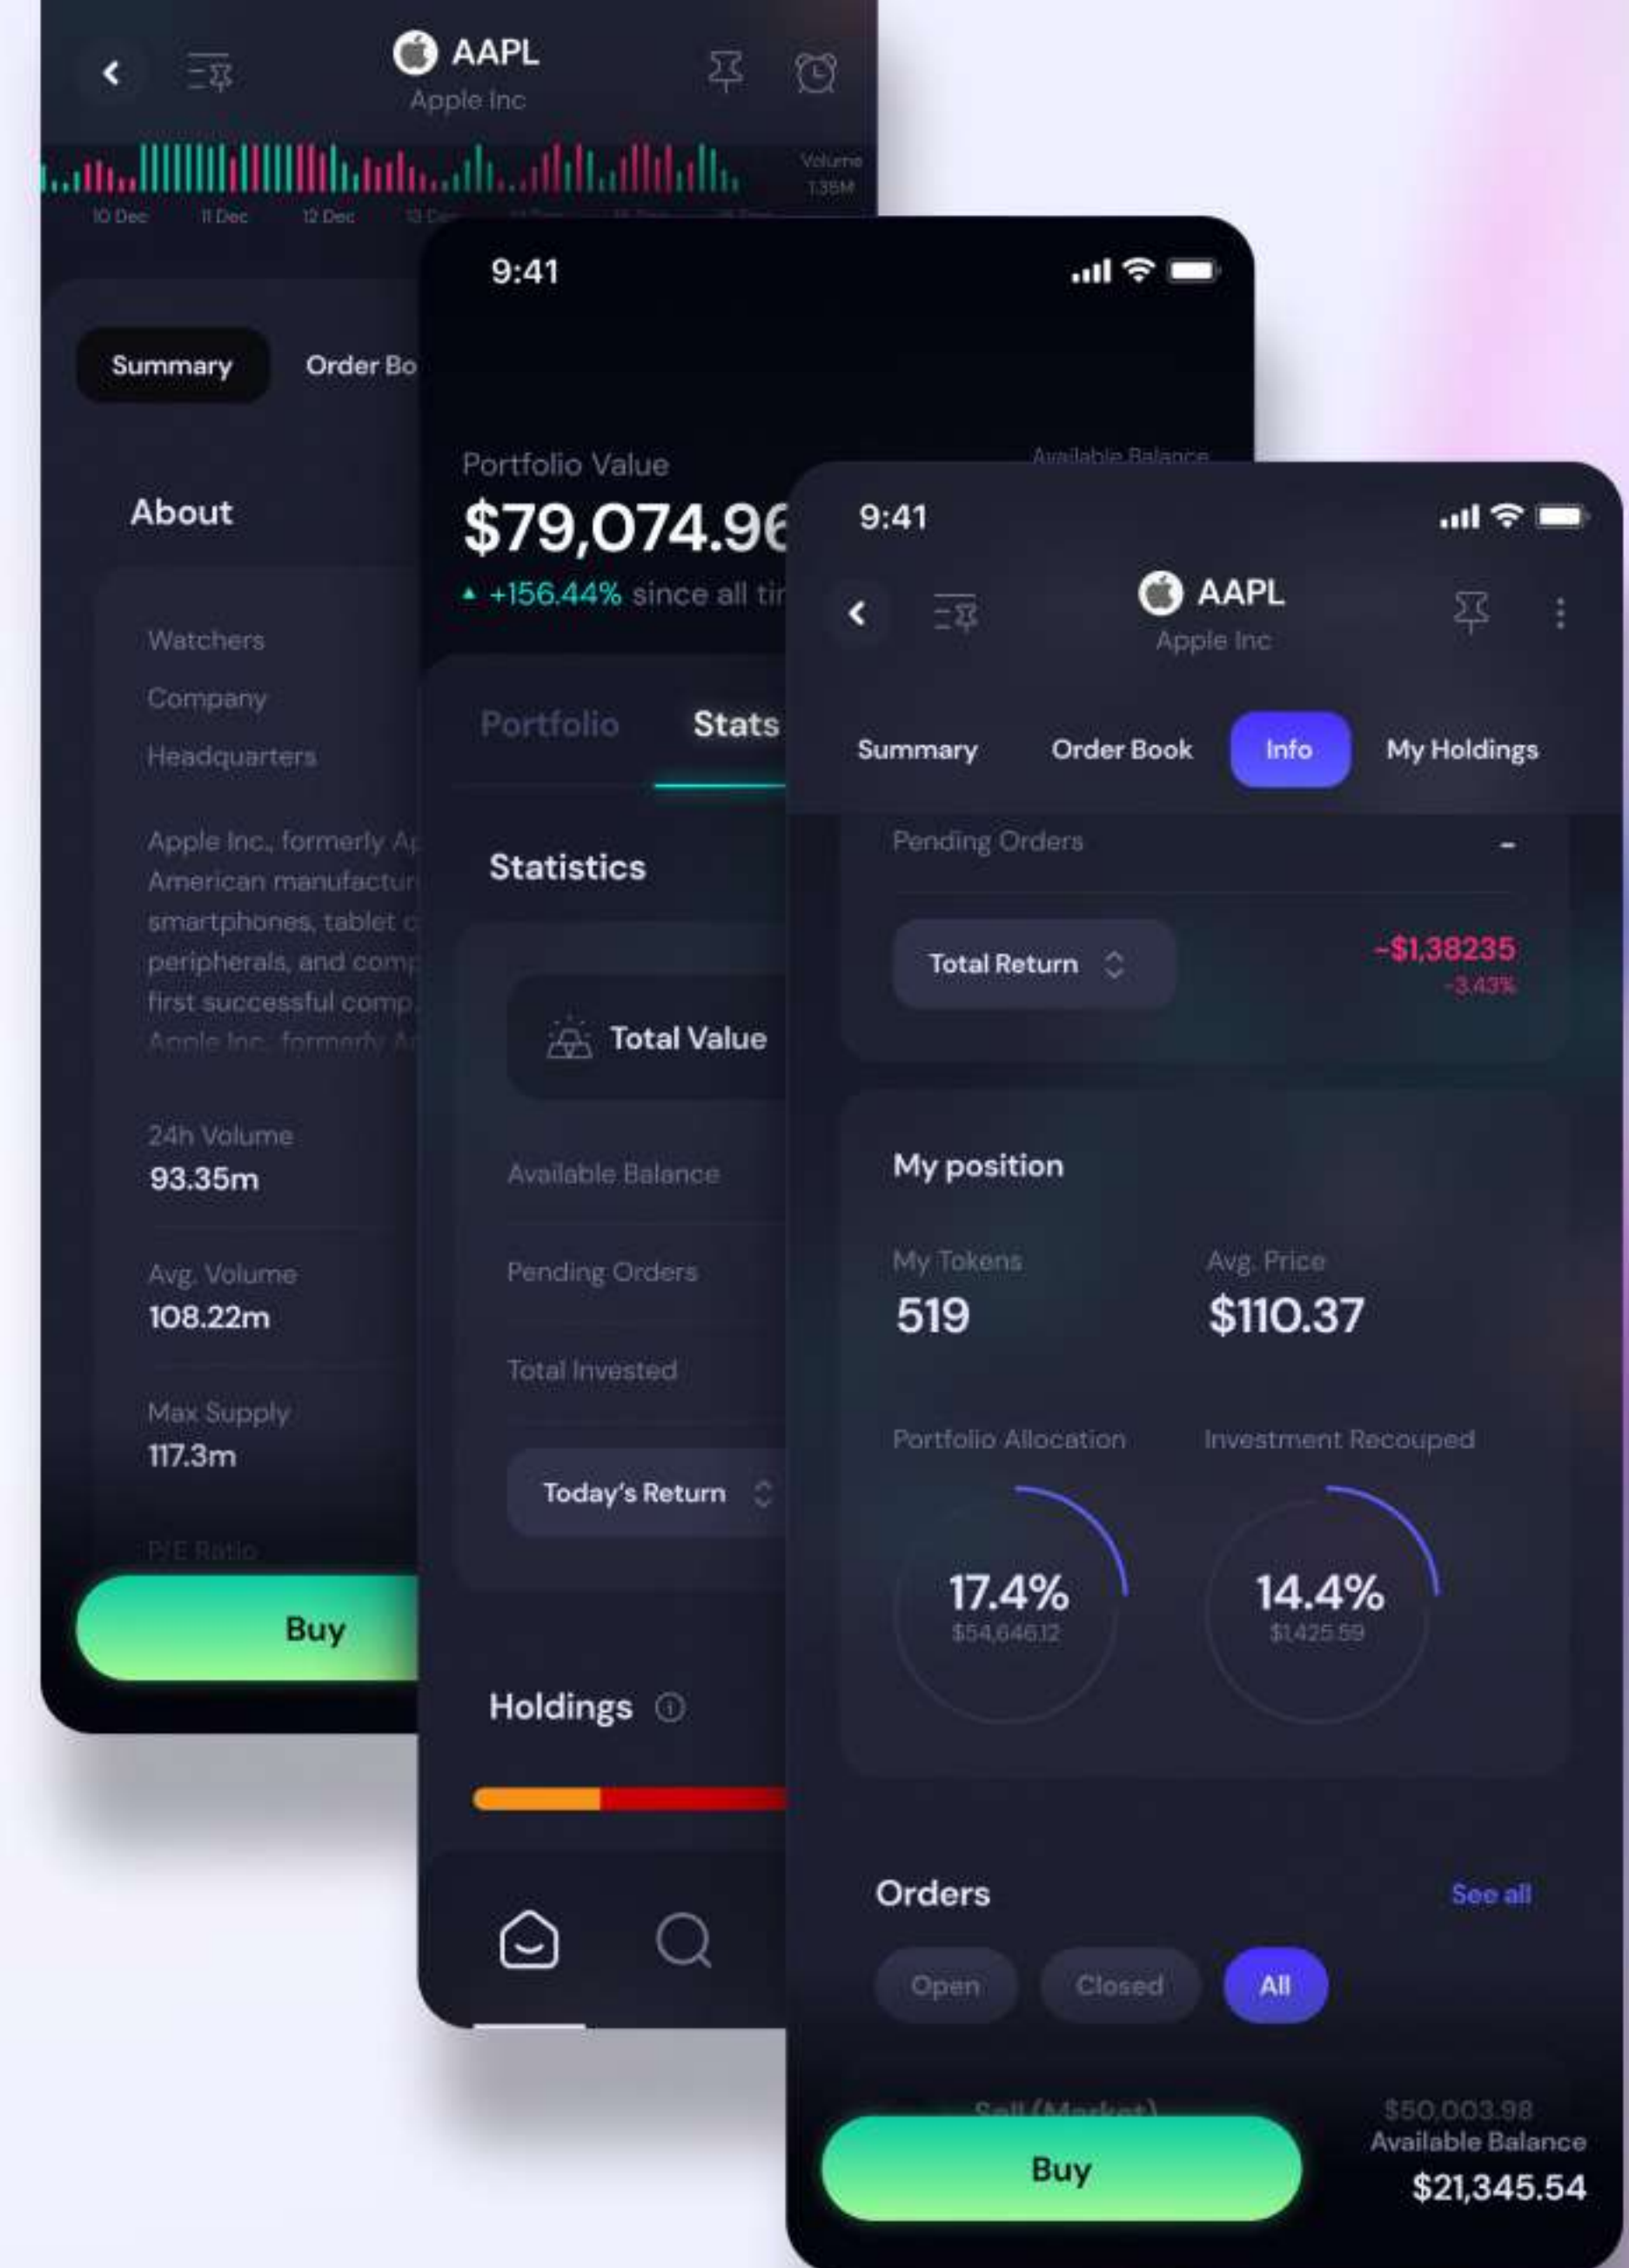 AAPL
Apple Inc
Volume
1.35M
10 Dec
11 Dec
12 Dec
13 Dec
Summary
Order Bo
About
Watchers
Company
Headquarters
Apple Inc., formerly Ap
American manufactur
smartphones, tablet c
peripherals, and comp
first successful comp.
Apple Inc., formerly Ap
24h Volume
93.35m
Avg. Volume
108.22m
Max Supply
117.3m
P/E Ratio
Buy
9:41
Portfolio Value
Available Balance
$79,074.96
+156.44% since all tim
Portfolio
Stats
Statistics
Total Value
Available Balance
Pending Orders
Total Invested
Today's Return
Holdings
9:41
AAPL
Apple Inc
Summary
Order Book
Info
My Holdings
Pending Orders
-
Total Return
-$1,38235
-3.43%
My position
My Tokens
Avg. Price
519
$110.37
Portfolio Allocation
Investment Recouped
17.4%
14.4%
$54,646.12
$1,425.59
Orders
See all
Open
Closed
All
Sell (Market)
$50,003.98
Buy
Available Balance
$21,345.54